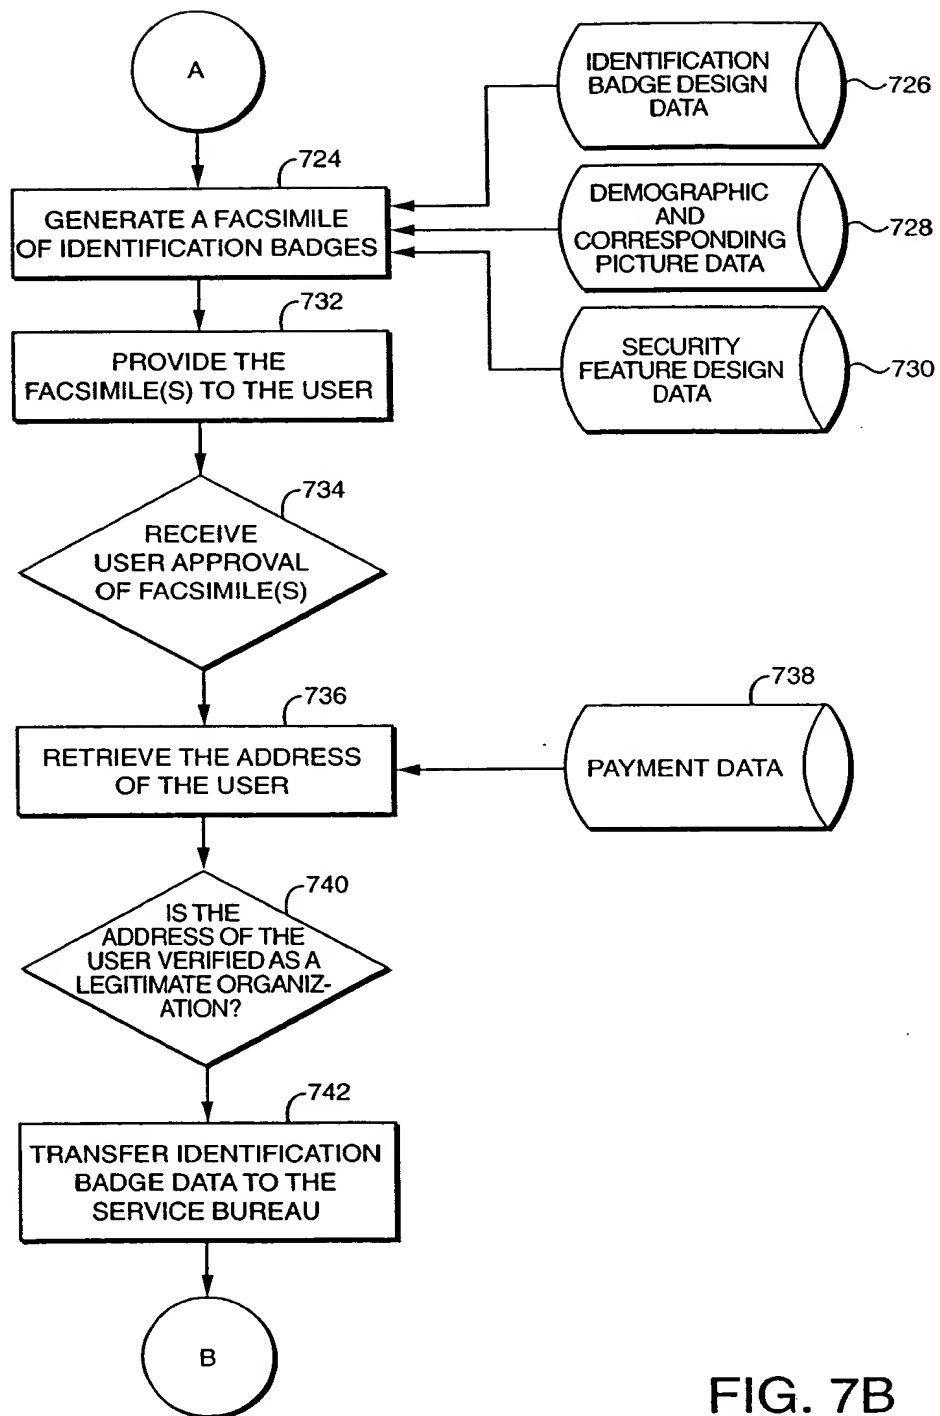 A
IDENTIFICATION
BADGE DESIGN
DATA
726
724
GENERATE A FACSIMILE
OF IDENTIFICATION BADGES
DEMOGRAPHIC
AND
CORRESPONDING
PICTURE DATA
728
732
PROVIDE THE
FACSIMILE(S) TO THE USER
SECURITY
FEATURE DESIGN
DATA
730
734
RECEIVE
USER APPROVAL
OF FACSIMILE(S)
736
RETRIEVE THE ADDRESS
OF THE USER
738
PAYMENT DATA
740
IS THE
ADDRESS OF THE
USER VERIFIED AS A
LEGITIMATE ORGANIZ-
ATION?
742
TRANSFER IDENTIFICATION
BADGE DATA TO THE
SERVICE BUREAU
B
FIG. 7B